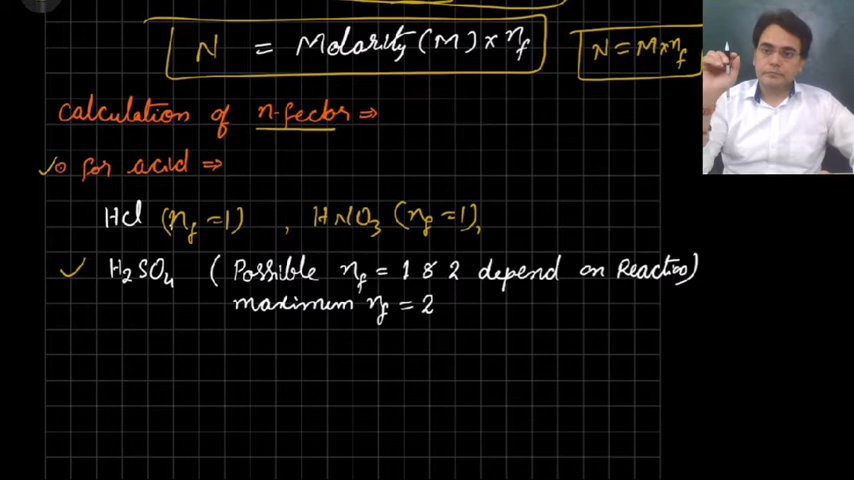 N = Molarity (M) × nf
N = M×nf
Calculation of n-factor ⇒
for acid ⇒
HCl (nf = 1) , HNO3 (nf = 1),
H2SO4 ( Possible nf = 1 & 2 depend on Reaction)
maximum nf = 2